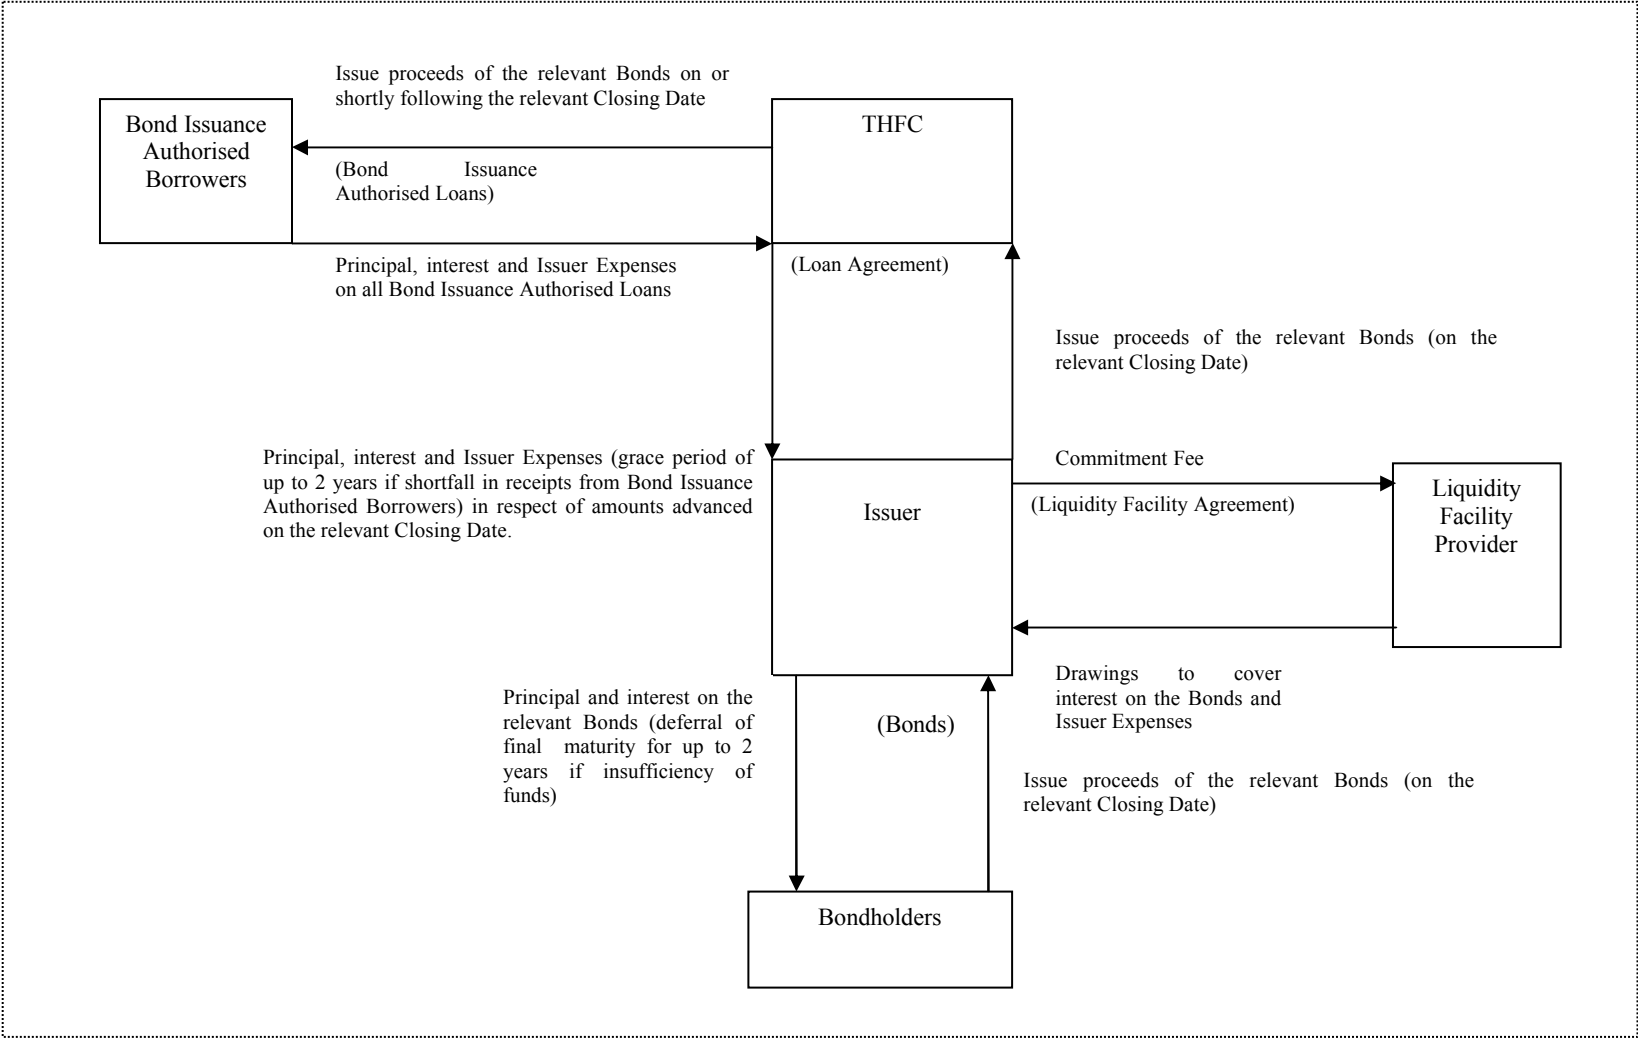 Issue proceeds of the relevant Bonds on or
shortly following the relevant Closing Date
Bond Issuance
Authorised
Borrowers
THFC
(Bond Issuance
Authorised Loans)
Principal, interest and Issuer Expenses
on all Bond Issuance Authorised Loans
(Loan Agreement)
Issue proceeds of the relevant Bonds (on the
relevant Closing Date)
Principal, interest and Issuer Expenses (grace period of
up to 2 years if shortfall in receipts from Bond Issuance
Authorised Borrowers) in respect of amounts advanced
on the relevant Closing Date.
Issuer
Commitment Fee
(Liquidity Facility Agreement)
Liquidity
Facility
Provider
Drawings to cover
interest on the Bonds and
Issuer Expenses
Principal and interest on the
relevant Bonds (deferral of
final maturity for up to 2
years if insufficiency of
funds)
(Bonds)
Issue proceeds of the relevant Bonds (on the
relevant Closing Date)
Bondholders